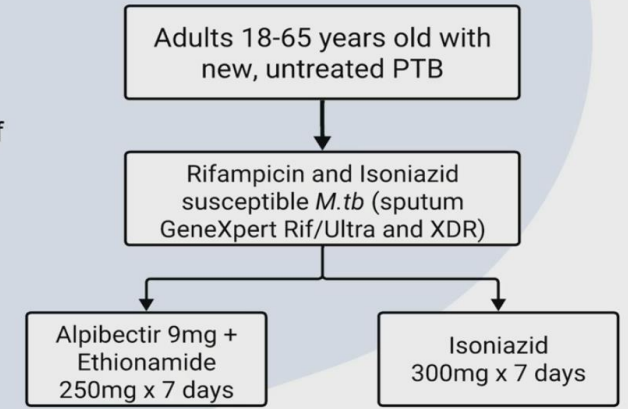 Adults 18-65 years old with
new, untreated PTB
Rifampicin and Isoniazid
susceptible M.tb (sputum
GeneXpert Rif/Ultra and XDR)
Alpibectir 9mg +
Ethionamide
250mg x 7 days
Isoniazid
300mg x 7 days